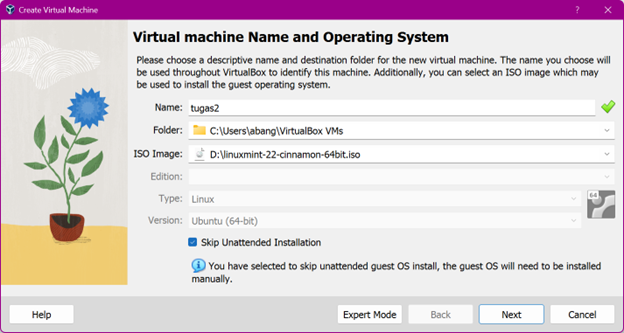 Create Virtual Machine
Virtual machine Name and Operating System
Please choose a descriptive name and destination folder for the new virtual machine. The name you choose will
be used throughout VirtualBox to identify this machine. Additionally, you can select an ISO image which may
be used to install the guest operating system.
Name: tugas2
Folder: C:\Users\abang\VirtualBox VMs
ISO Image: D:\linuxmint-22-cinnamon-64bit.iso
Edition:
Type: Linux
64
Version: Ubuntu (64-bit)
Skip Unattended Installation
You have selected to skip unattended guest OS install, the guest OS will need to be installed
manually.
Help Expert Mode Back Next Cancel